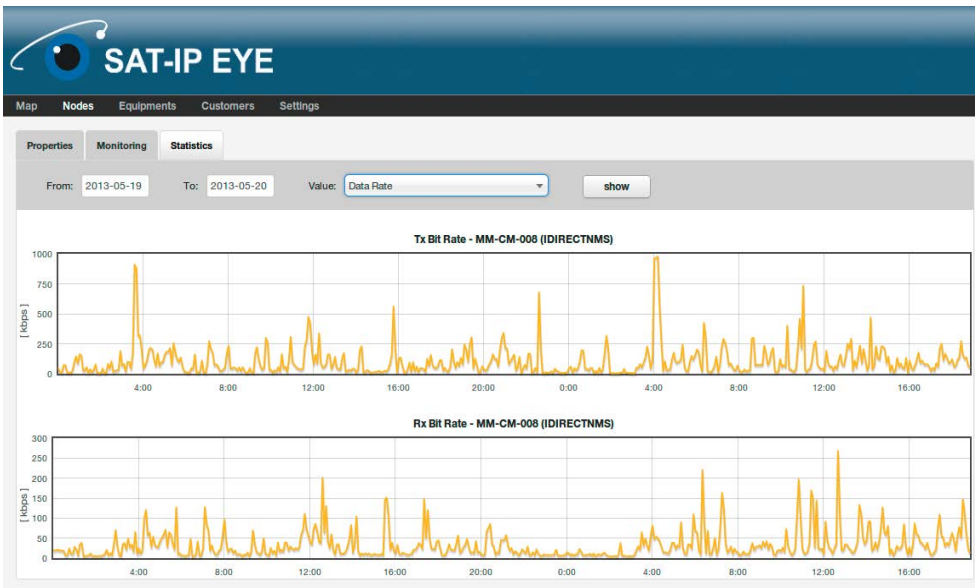 SAT-IP EYE
Map Nodes Equipments Customers Settings
Properties Monitoring Statistics
From: 2013-05-19 To: 2013-05-20 Value: Data Rate show
Tx Bit Rate - MM-CM-008 (IDIRECTNMS)
1000
750
500
250
0
[ kbps ]
4:00 8:00 12:00 16:00 20:00 0:00 4:00 8:00 12:00 16:00
Rx Bit Rate - MM-CM-008 (IDIRECTNMS)
300
250
200
150
100
50
0
[ kbps ]
4:00 8:00 12:00 16:00 20:00 0:00 4:00 8:00 12:00 16:00